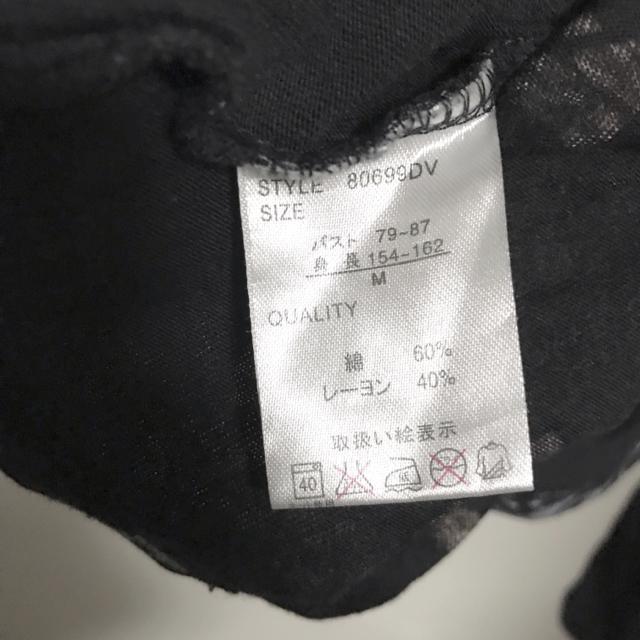 STYLE 80699DV
SIZE
バスト 79~87
身長 154~162
M
QUALITY
綿 60%
レーヨン 40%
取扱い絵表示
40